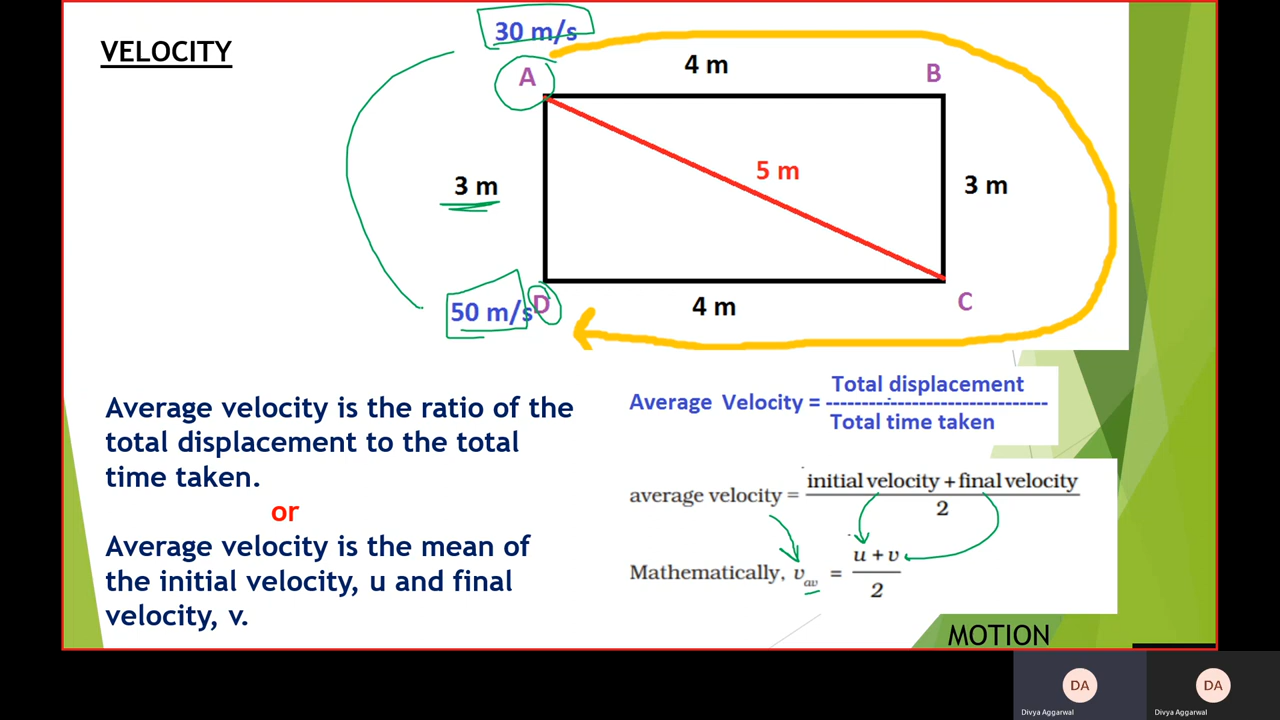 VELOCITY
30 m/s
A
4 m
B
5 m
3 m
3 m
50 m/s
D
4 m
C
Average velocity is the ratio of the
total displacement to the total
time taken.
or
Average velocity is the mean of
the initial velocity, u and final
velocity, v.
Average Velocity = Total displacement
------------------------------
Total time taken
average velocity = initial velocity + final velocity
2
Mathematically, v av = u + v
2
MOTION
DA
DA
Divya Aggarwal
Divya Aggarwal